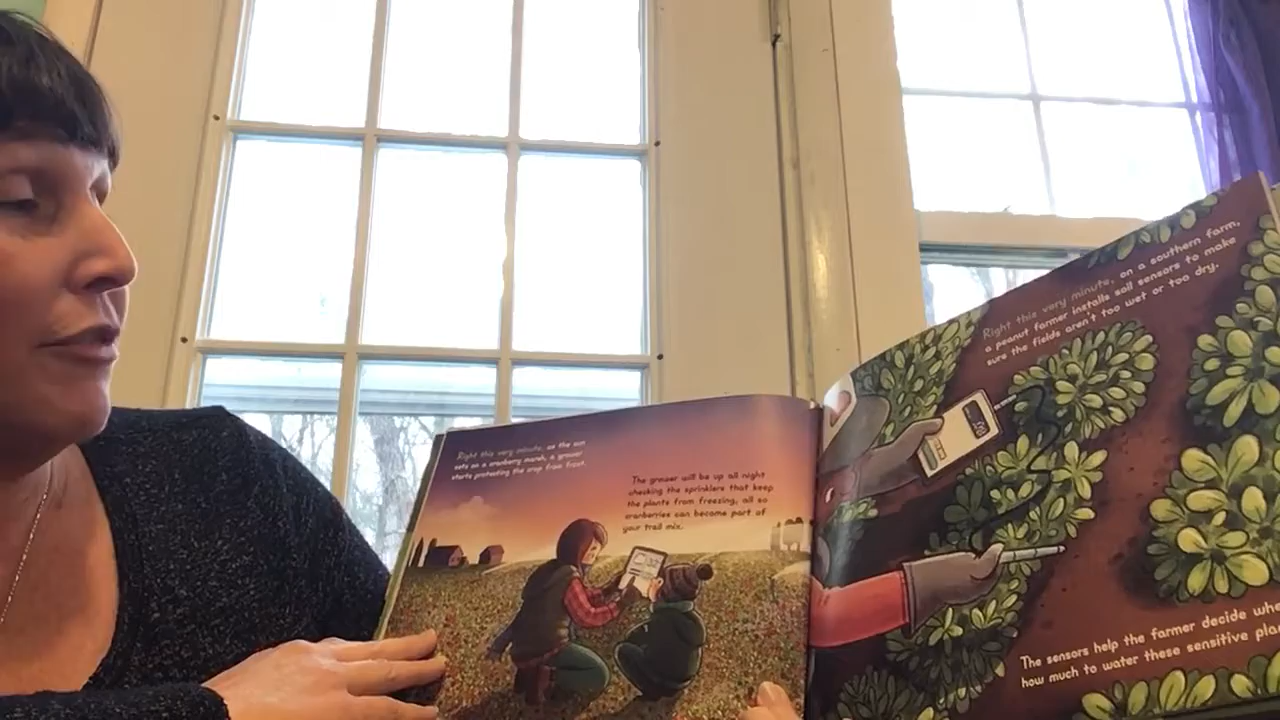 Right this very minute, as the sun
sets on a cranberry marsh, a grower
starts protecting the crop from frost.
The grower will be up all night
checking the sprinklers that keep
the plants from freezing, all so
cranberries can become part of
your trail mix.
Right this very minute, on a southern farm,
a peanut farmer installs soil sensors to make
sure the fields aren't too wet or too dry.
The sensors help the farmer decide whe
how much to water these sensitive pla